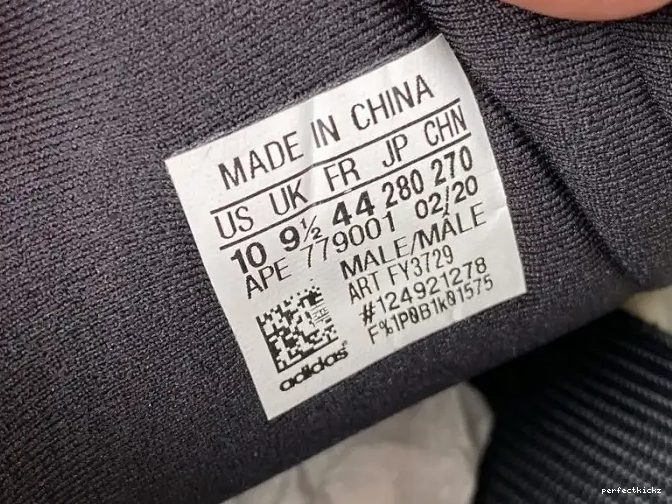 MADE IN CHINA
US UK FR JP CHN
10 9½ 44 280 270
APE 779001 02/20
MALE/MÂLE
ART FY3729
#124921278
F%1P0B1k01575
adidas
perfectkickz